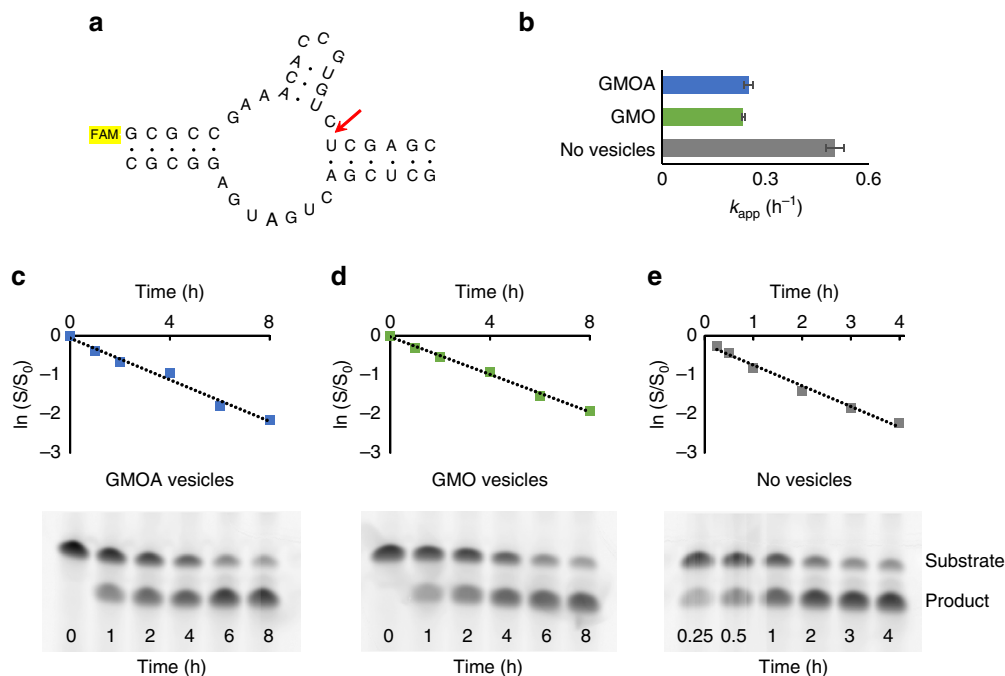 a
b
FAM
G C G C C
C G C G G
G A A A C A C C G U G U C
U C G A G C
A G C U C G
A G U A G U C
GMOA
GMO
No vesicles
0 0.3 0.6
kapp (h−1)
c
d
e
Time (h)
0 4 8
ln (S/S0)
0
−1
−2
−3
GMOA vesicles
Time (h)
0 4 8
ln (S/S0)
0
−1
−2
−3
GMO vesicles
Time (h)
0 1 2 3 4
ln (S/S0)
0
−1
−2
−3
No vesicles
Substrate
Product
0 1 2 4 6 8
Time (h)
0 1 2 4 6 8
Time (h)
0.25 0.5 1 2 3 4
Time (h)